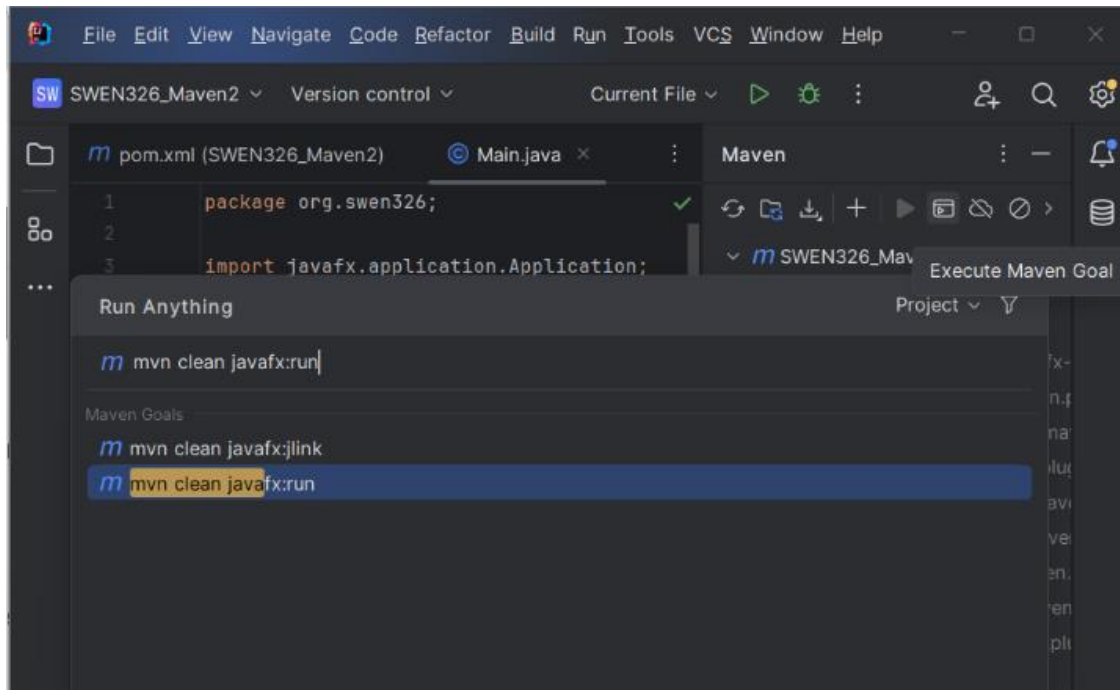 File Edit View Navigate Code Refactor Build Run Tools VCS Window Help
SW SWEN326_Maven2 Version control Current File
m pom.xml (SWEN326_Maven2) Main.java Maven
1 package org.swen326;
2
3 import javafx.application.Application;
m SWEN326_Mav
Execute Maven Goal
Run Anything Project
m mvn clean javafx:run
Maven Goals
m mvn clean javafx:jlink
m mvn clean javafx:run